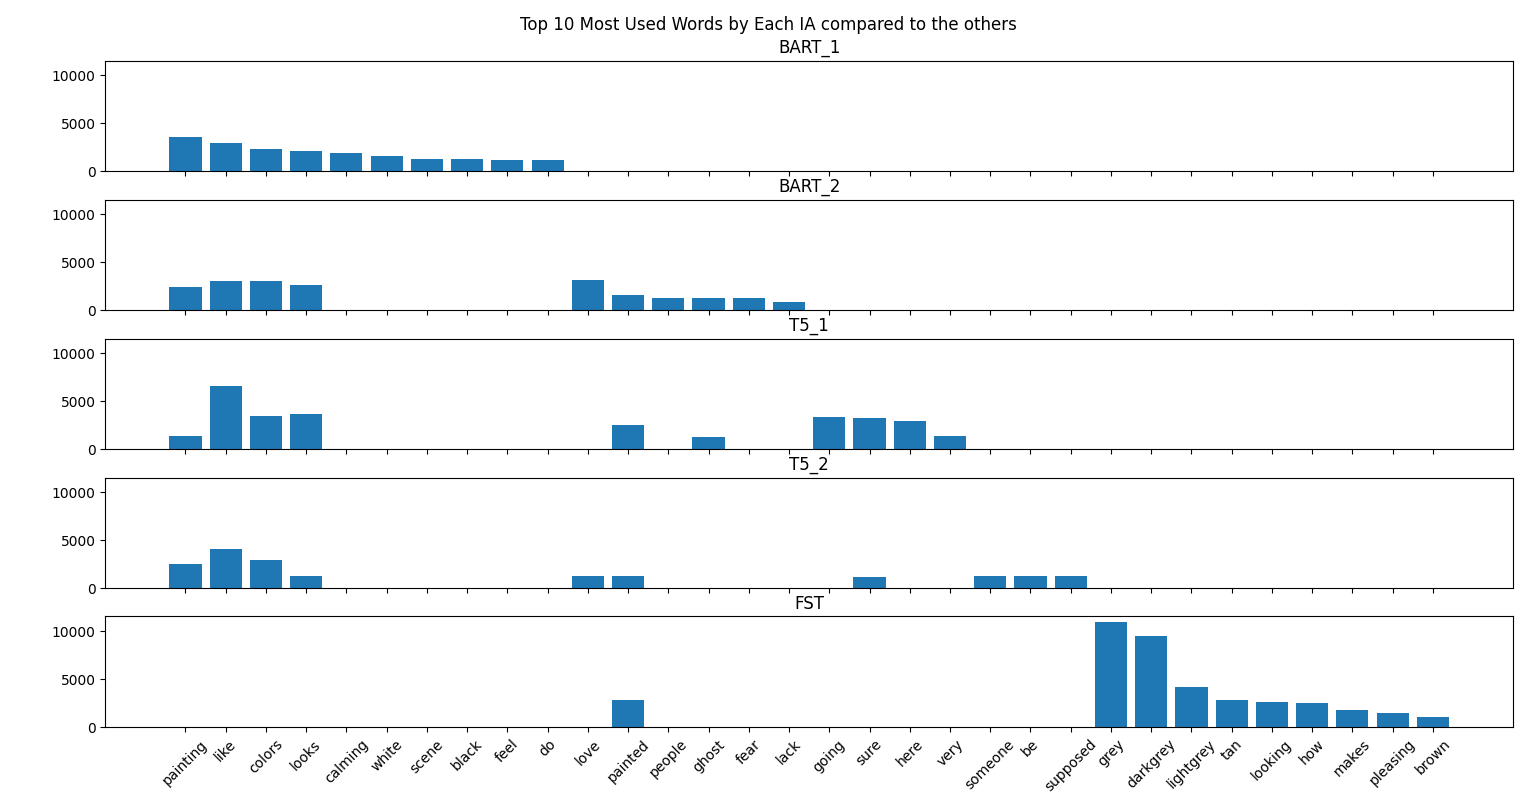 Top 10 Most Used Words by Each IA compared to the others
BART_1
10000
5000
0
BART_2
10000
5000
0
T5_1
10000
5000
0
T5_2
10000
5000
0
FST
10000
5000
0
painting
like
colors
looks
calming
white
scene
black
feel
do
love
painted
people
ghost
fear
lack
going
sure
here
very
someone
be
supposed
grey
darkgrey
lightgrey
tan
looking
how
makes
pleasing
brown